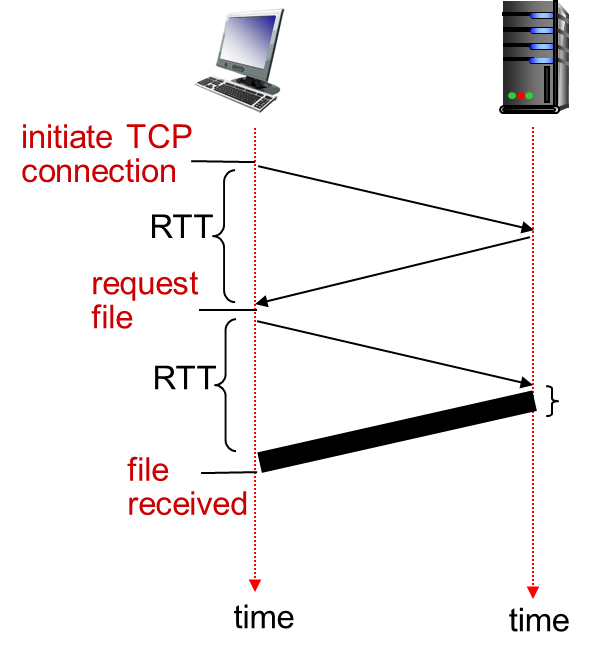 initiate TCP
connection
RTT
request
file
RTT
file
received
time
time